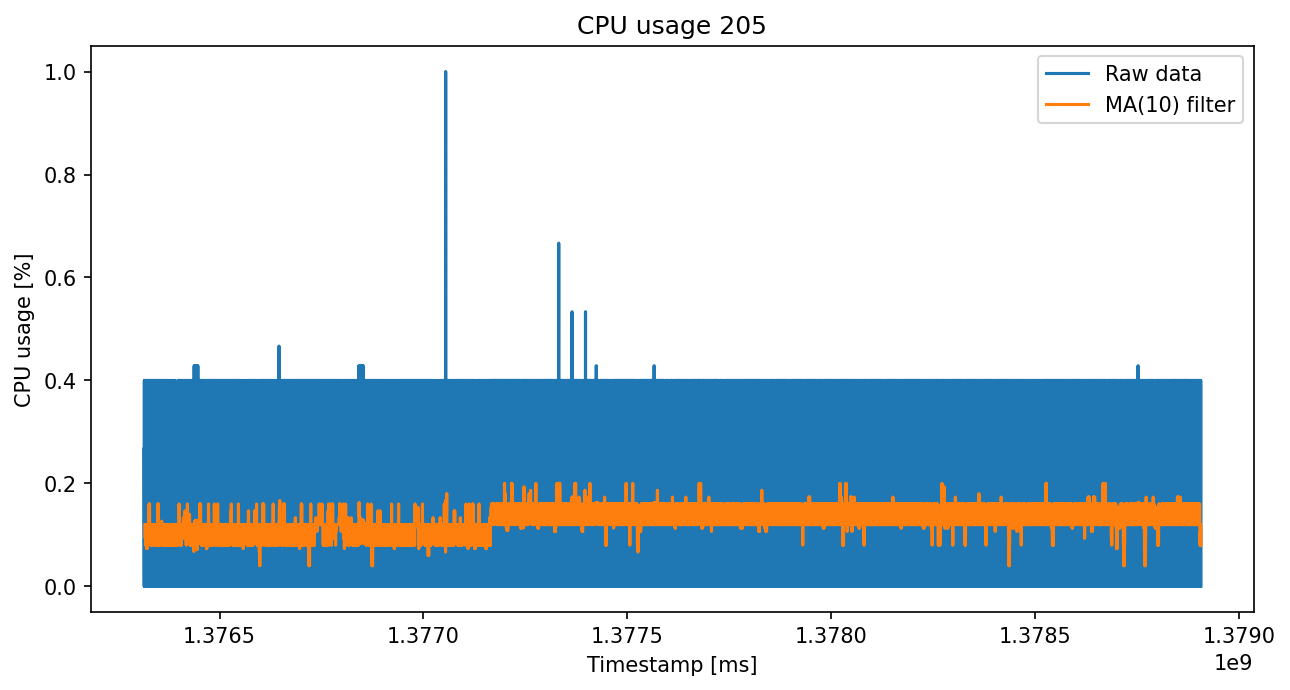 CPU usage 205
Raw data
MA(10) filter
CPU usage [%]
1.0
0.8
0.6
0.4
0.2
0.0
1.3765 1.3770 1.3775 1.3780 1.3785 1.3790
1e9
Timestamp [ms]